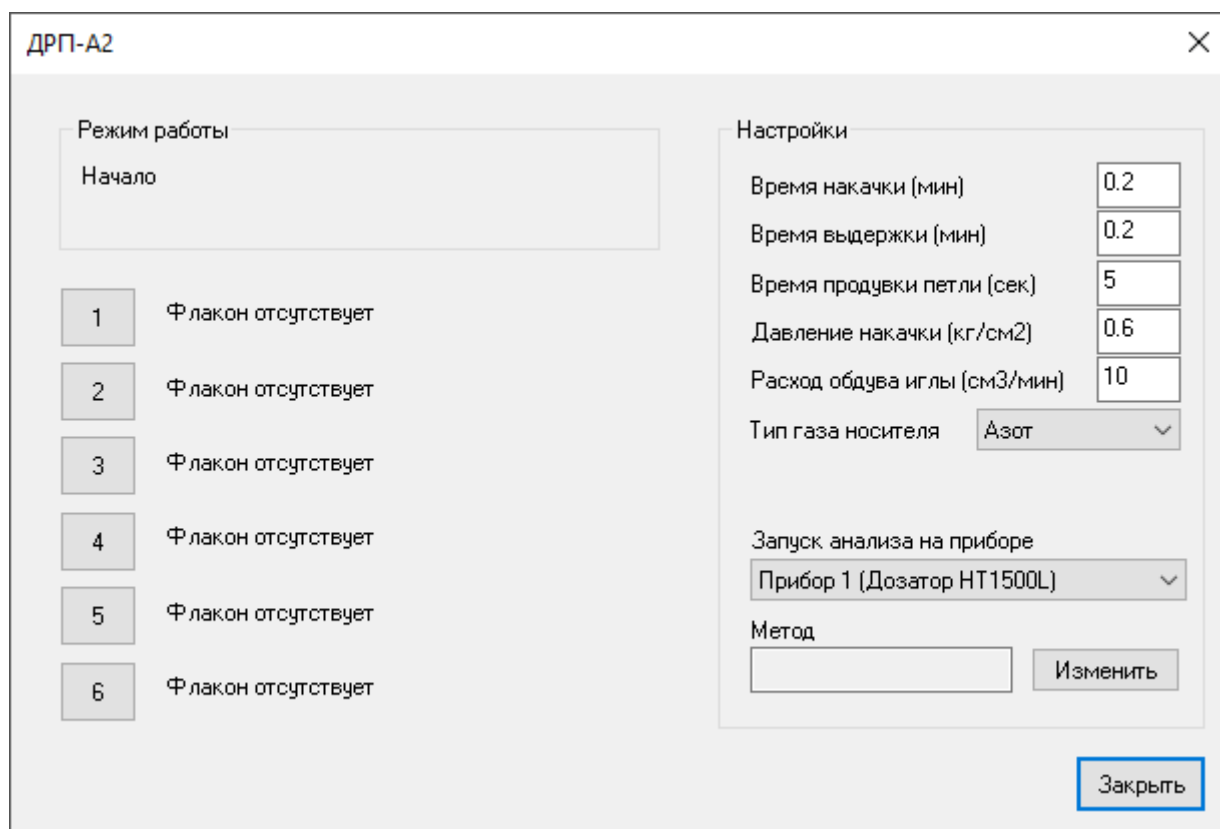 ДРП-А2
Режим работы
Начало
1 Флакон отсутствует
2 Флакон отсутствует
3 Флакон отсутствует
4 Флакон отсутствует
5 Флакон отсутствует
6 Флакон отсутствует
Настройки
Время накачки (мин) 0.2
Время выдержки (мин) 0.2
Время продувки петли (сек) 5
Давление накачки (кг/см2) 0.6
Расход обдува иглы (см3/мин) 10
Тип газа носителя Азот
Запуск анализа на приборе
Прибор 1 (Дозатор HT1500L)
Метод
Изменить
Закрыть